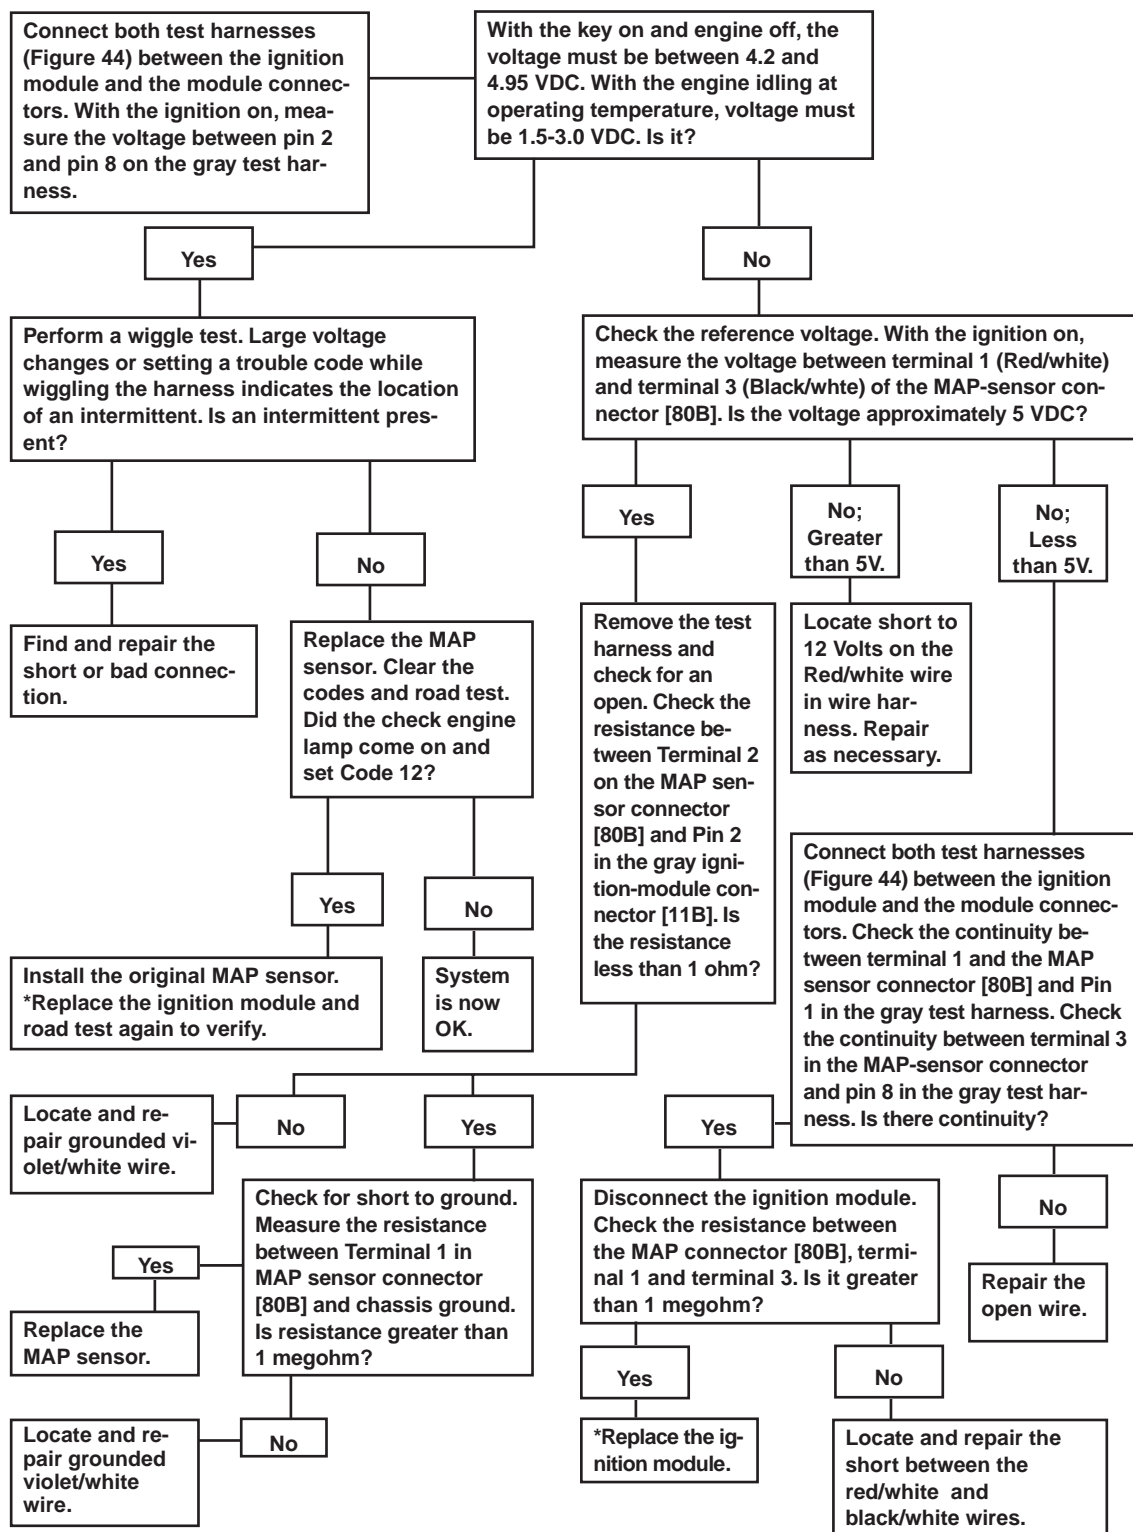 Connect both test harnesses
(Figure 44) between the ignition
module and the module connec-
tors. With the ignition on, mea-
sure the voltage between pin 2
and pin 8 on the gray test har-
ness.
With the key on and engine off, the
voltage must be between 4.2 and
4.95 VDC. With the engine idling at
operating temperature, voltage must
be 1.5-3.0 VDC. Is it?
Yes
No
Perform a wiggle test. Large voltage
changes or setting a trouble code while
wiggling the harness indicates the location
of an intermittent. Is an intermittent pres-
ent?
Check the reference voltage. With the ignition on,
measure the voltage between terminal 1 (Red/white)
and terminal 3 (Black/whte) of the MAP-sensor con-
nector [80B]. Is the voltage approximately 5 VDC?
Yes
No
Yes
No;
Greater
than 5V.
No;
Less
than 5V.
Find and repair the
short or bad connec-
tion.
Replace the MAP
sensor. Clear the
codes and road test.
Did the check engine
lamp come on and
set Code 12?
Remove the test
harness and
check for an
open. Check the
resistance be-
tween Terminal 2
on the MAP sen-
sor connector
[80B] and Pin 2
in the gray igni-
tion-module con-
nector [11B]. Is
the resistance
less than 1 ohm?
Locate short to
12 Volts on the
Red/white wire
in wire har-
ness. Repair
as necessary.
Yes
No
Install the original MAP sensor.
*Replace the ignition module and
road test again to verify.
System
is now
OK.
Connect both test harnesses
(Figure 44) between the ignition
module and the module connec-
tors. Check the continuity be-
tween terminal 1 and the MAP
sensor connector [80B] and Pin
1 in the gray test harness. Check
the continuity between terminal 3
in the MAP-sensor connector
and pin 8 in the gray test har-
ness. Is there continuity?
Locate and re-
pair grounded vi-
olet/white wire.
No
Yes
Yes
No
Check for short to ground.
Measure the resistance
between Terminal 1 in
MAP sensor connector
[80B] and chassis ground.
Is resistance greater than
1 megohm?
Disconnect the ignition module.
Check the resistance between
the MAP connector [80B], termi-
nal 1 and terminal 3. Is it greater
than 1 megohm?
Repair the
open wire.
Yes
Replace the
MAP sensor.
Yes
No
No
Locate and re-
pair grounded
violet/white
wire.
*Replace the ig-
nition module.
Locate and repair the
short between the
red/white and
black/white wires.